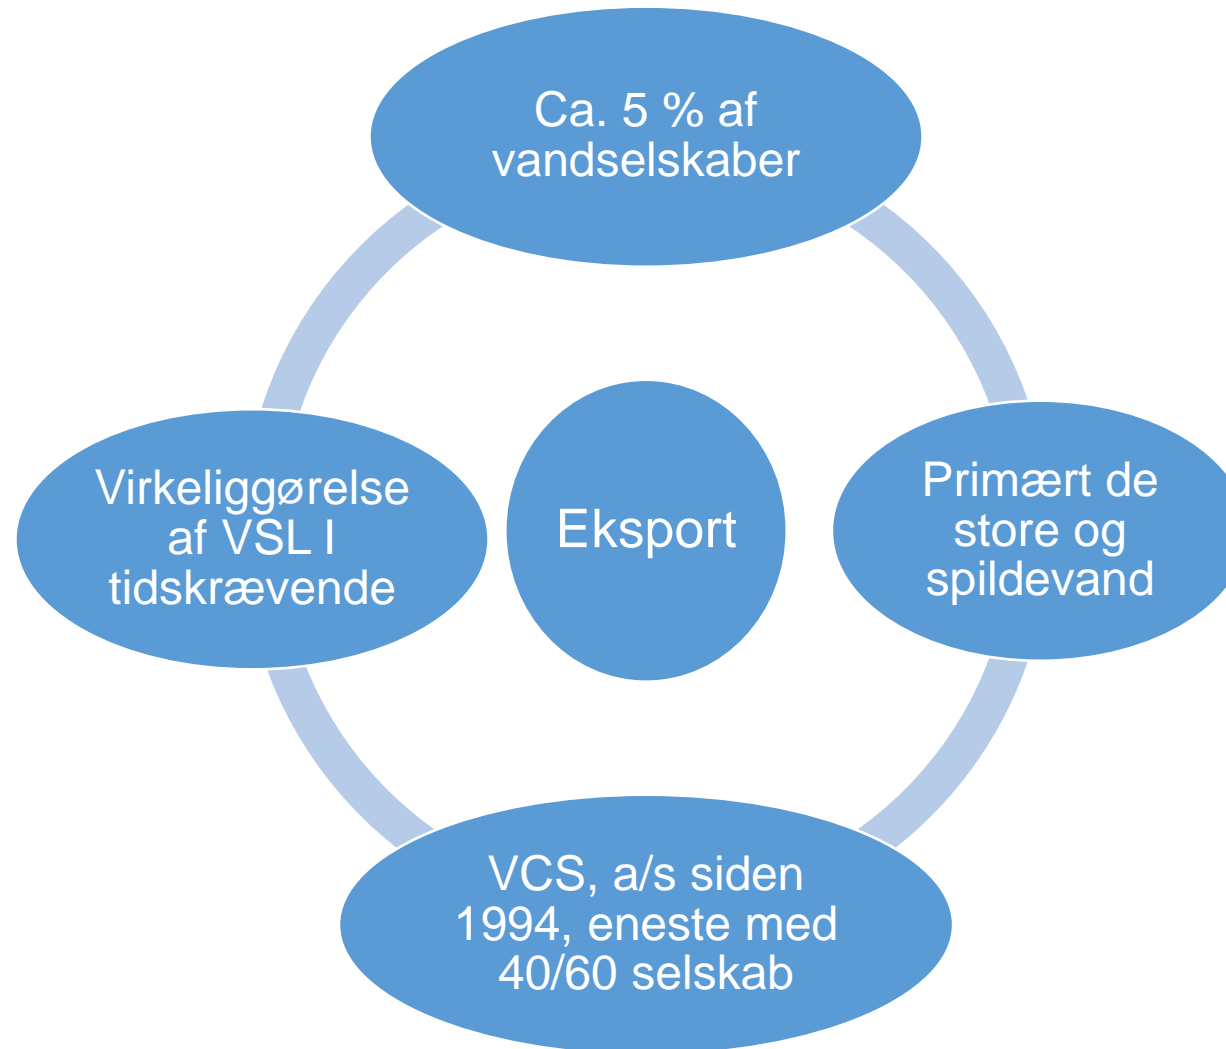 Ca. 5 % af
vandselskaber
Virkeliggørelse
af VSL I
tidskrævende
Eksport
Primært de
store og
spildevand
VCS, a/s siden
1994, eneste med
40/60 selskab